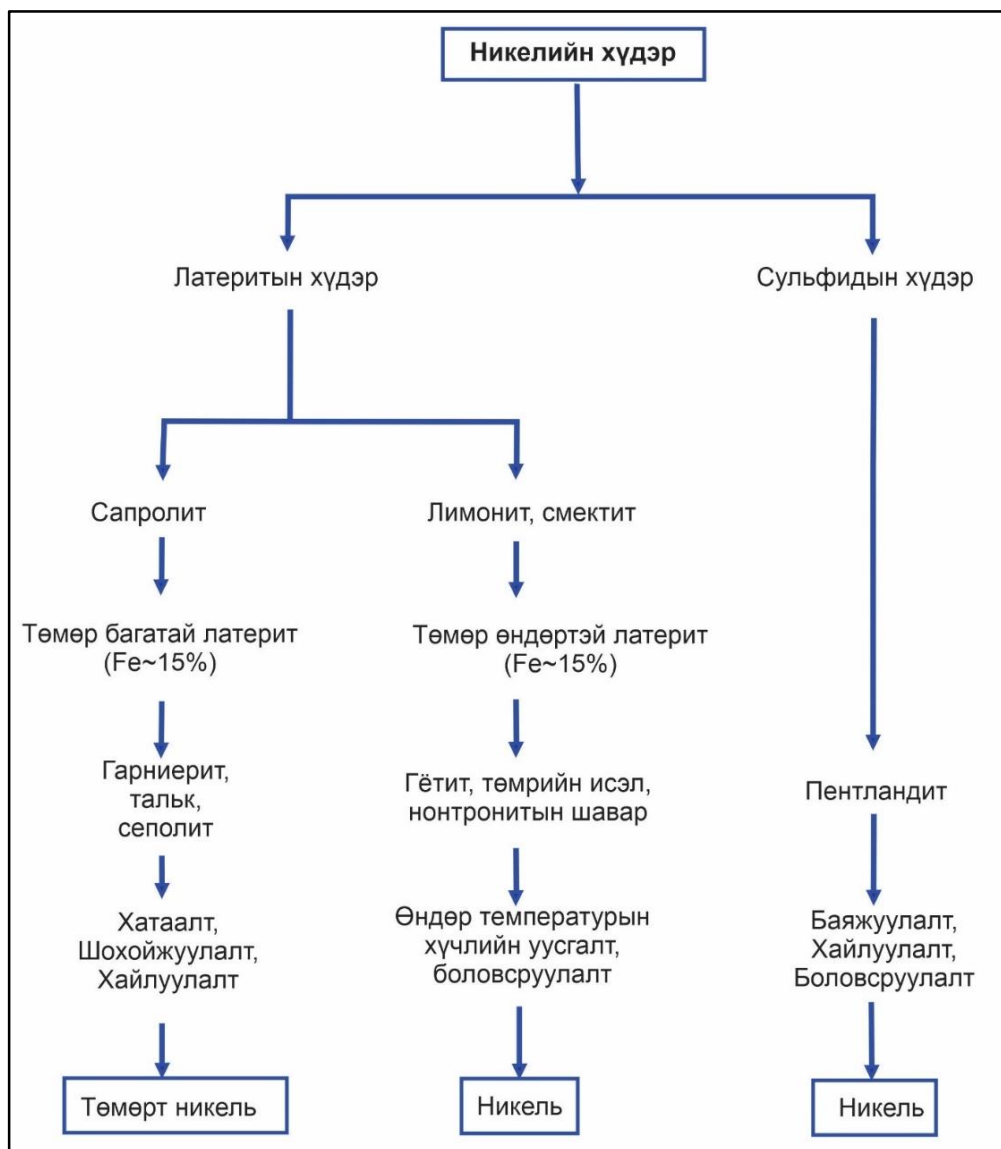 Никелийн хүдэр
Латеритын хүдэр
Сульфидын хүдэр
Сапролит
Лимонит, смектит
Төмөр багатай латерит
(Fe~15%)
Төмөр өндөртэй латерит
(Fe~15%)
Гарниерит,
тальк,
сеполит
Гётит, төмрийн исэл,
нонтронитын шавар
Пентландит
Хатаалт,
Шохойжуулалт,
Хайлуулалт
Өндөр температурын
хүчлийн уусгалт,
боловсруулалт
Баяжуулалт,
Хайлуулалт,
Боловсруулалт
Төмөрт никель
Никель
Никель